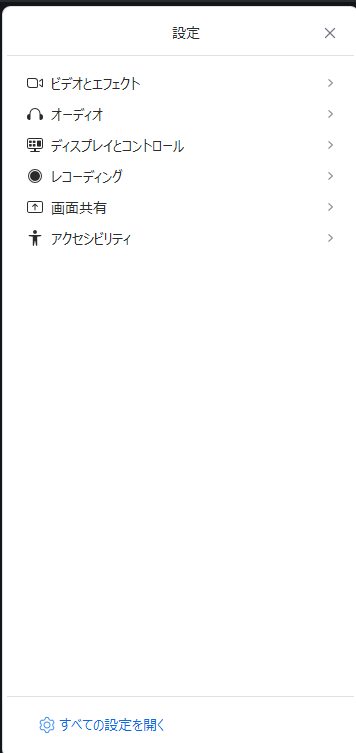 設定
ビデオとエフェクト
オーディオ
ディスプレイとコントロール
レコーディング
画面共有
アクセシビリティ
すべての設定を開く